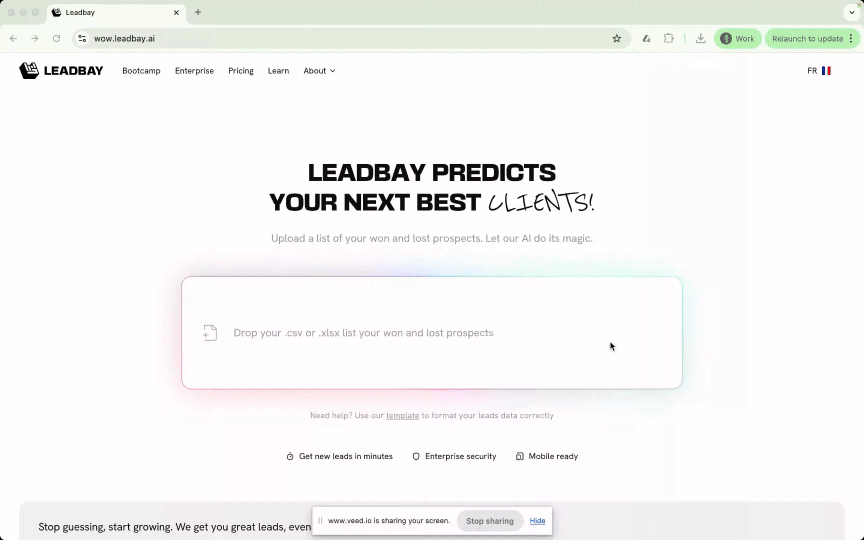 Leadbay
wow.leadbay.ai
Work
Relaunch to update
LEADBAY
Bootcamp
Enterprise
Pricing
Learn
About
FR
LEADBAY PREDICTS
YOUR NEXT BEST CLIENTS!
Upload a list of your won and lost prospects. Let our AI do its magic.
Drop your .csv or .xlsx list your won and lost prospects
Need help? Use our template to format your leads data correctly
Get new leads in minutes
Enterprise security
Mobile ready
Stop guessing, start growing. We get you great leads, even
www.veed.io is sharing your screen.
Stop sharing
Hide